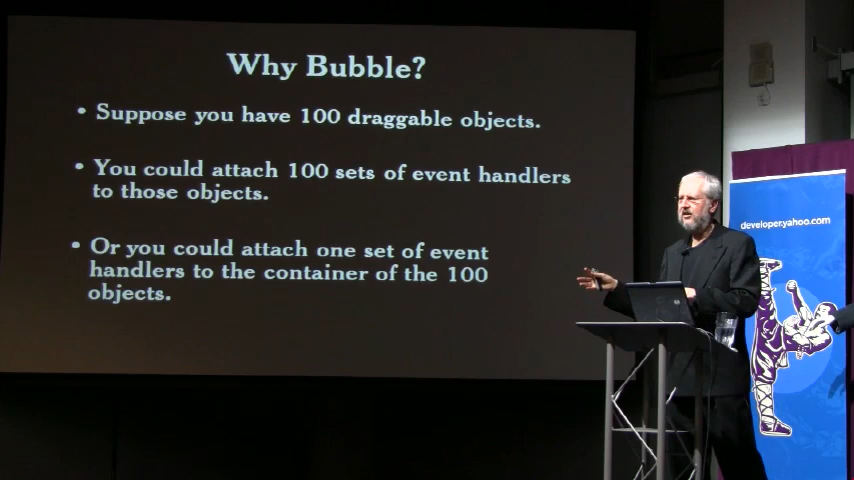 Why Bubble?
• Suppose you have 100 draggable objects.
• You could attach 100 sets of event handlers
to those objects.
• Or you could attach one set of event
handlers to the container of the 100
objects.
developer.yahoo.com